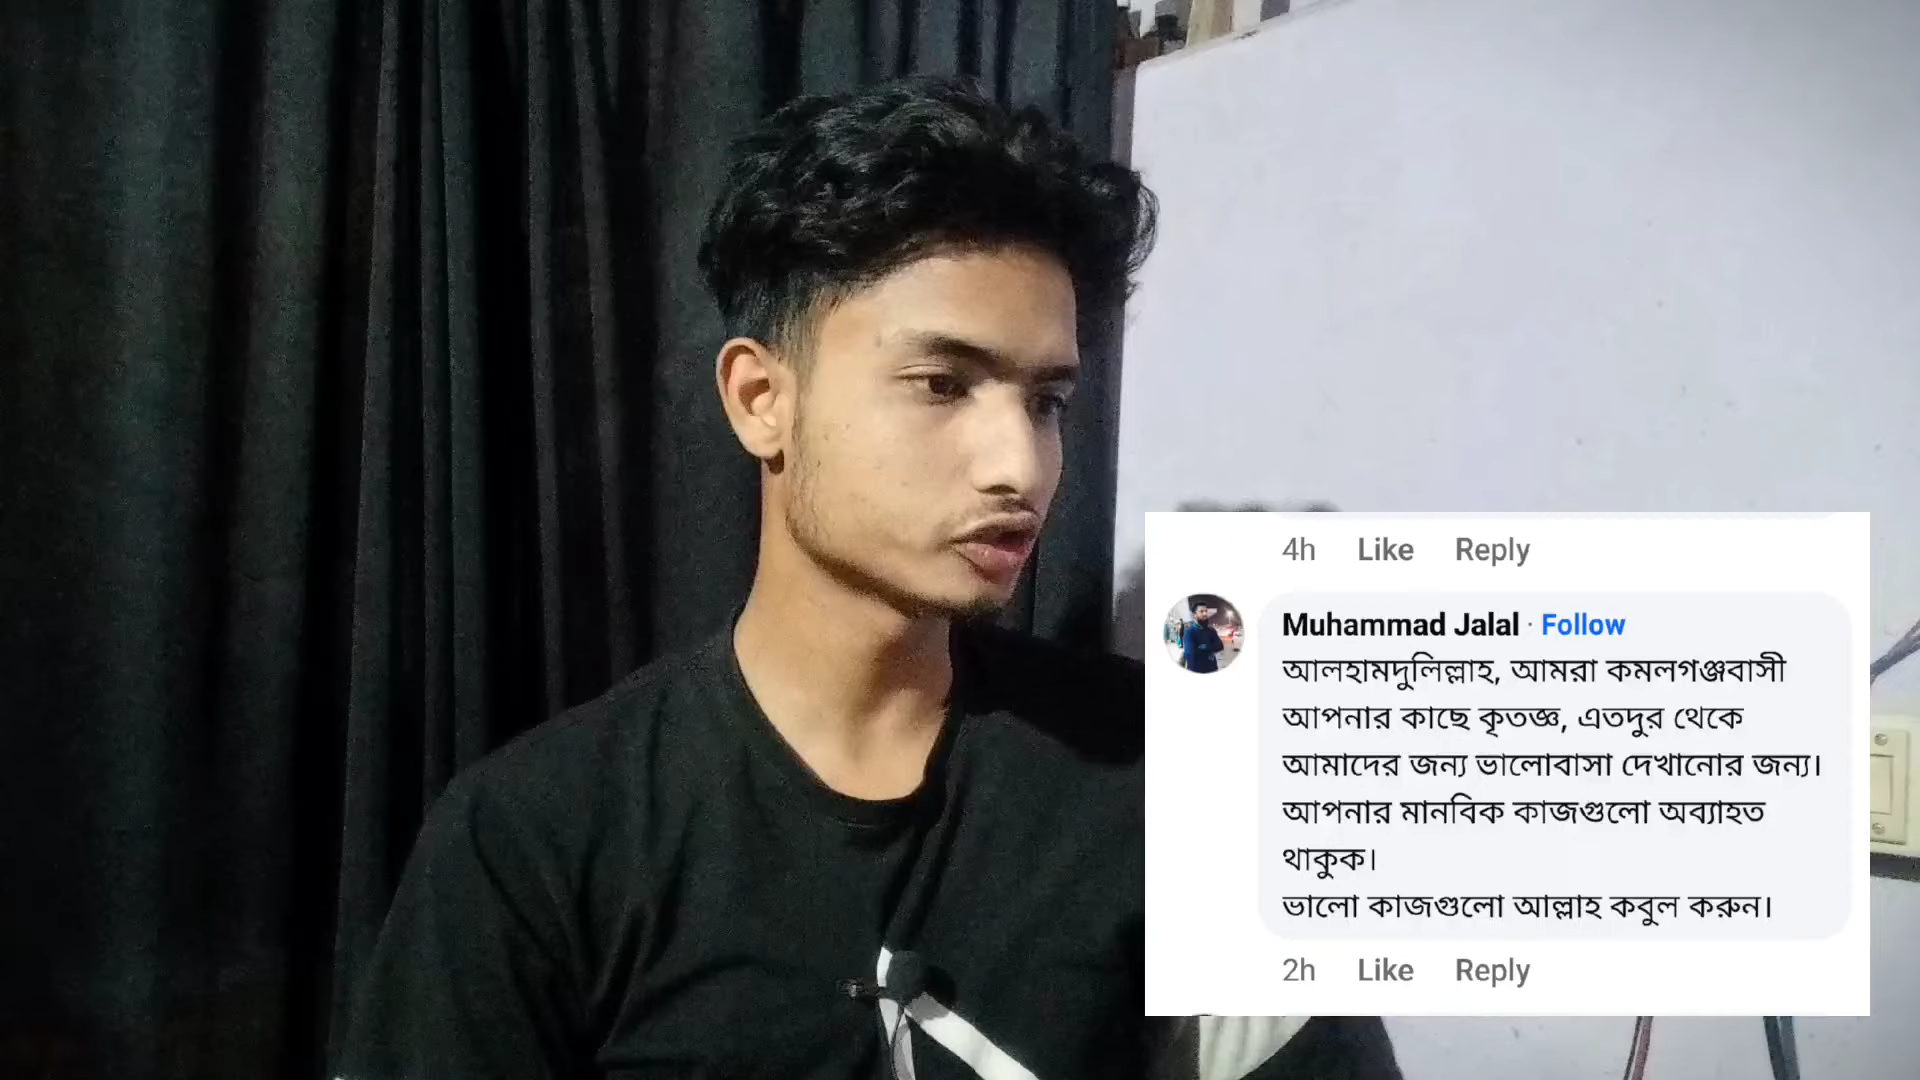 4h Like Reply
Muhammad Jalal · Follow
আলহামদুলিল্লাহ, আমরা কমলগঞ্জবাসী
আপনার কাছে কৃতজ্ঞ, এতদুর থেকে
আমাদের জন্য ভালোবাসা দেখানোর জন্য।
আপনার মানবিক কাজগুলো অব্যাহত
থাকুক।
ভালো কাজগুলো আল্লাহ কবুল করুন।
2h Like Reply